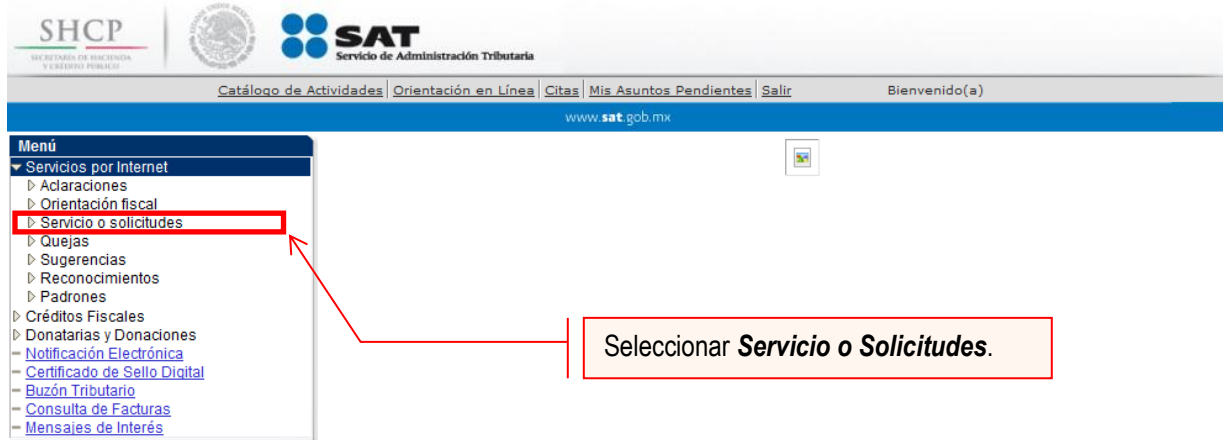 SHCP
SECRETARÍA DE HACIENDA
Y CRÉDITO PÚBLICO
SAT
Servicio de Administración Tributaria
Catálogo de Actividades| Orientación en Línea| Citas| Mis Asuntos Pendientes| Salir Bienvenido(a)
www.sat.gob.mx
Menú
Servicios por Internet
Aclaraciones
Orientación fiscal
Servicio o solicitudes
Quejas
Sugerencias
Reconocimientos
Padrones
Créditos Fiscales
Donatarias y Donaciones
Notificación Electrónica
Certificado de Sello Digital
Buzón Tributario
Consulta de Facturas
Mensajes de Interés
Seleccionar Servicio o Solicitudes.